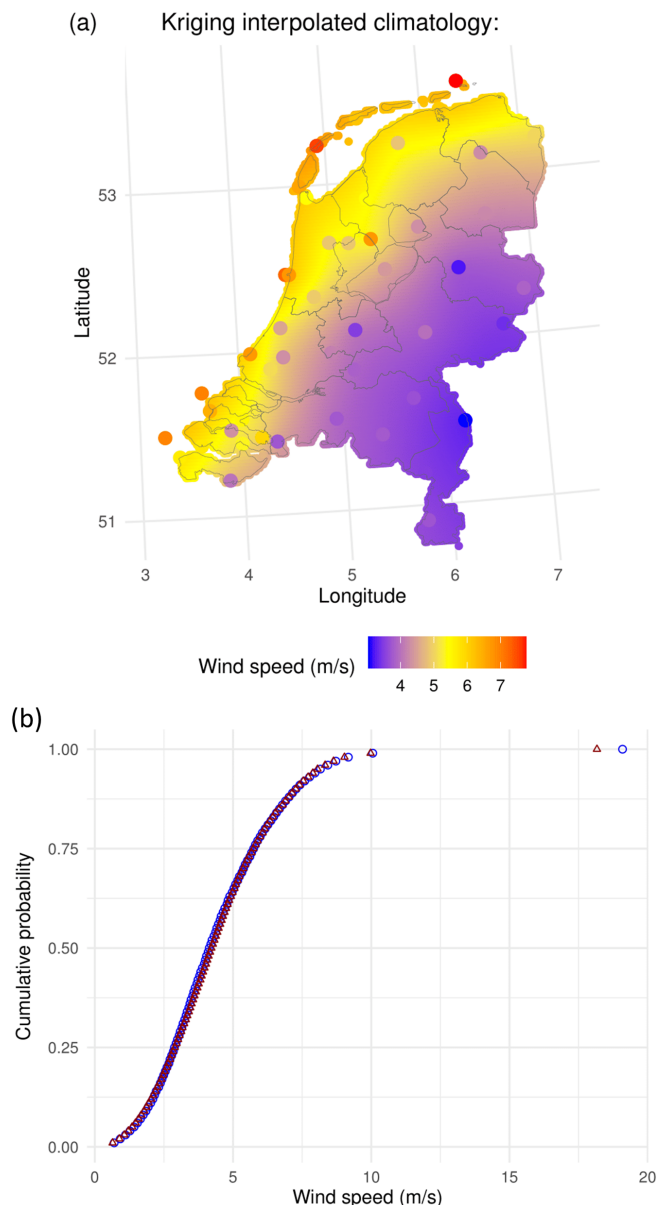 (a) Kriging interpolated climatology:
53
52
51
Latitude
3 4 5 6 7
Longitude
Wind speed (m/s)
4 5 6 7
(b)
1.00
0.75
0.50
0.25
0.00
Cumulative probability
0 5 10 15 20
Wind speed (m/s)